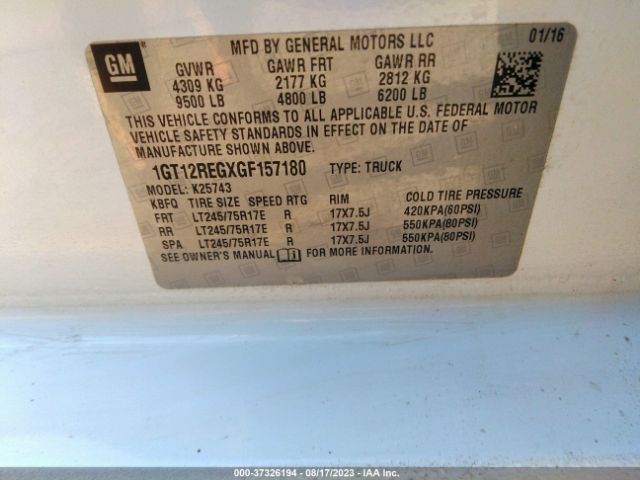 GM
MFD BY GENERAL MOTORS LLC 01/16
GVWR GAWR FRT GAWR RR
4309 KG 2177 KG 2812 KG
9500 LB 4800 LB 6200 LB
THIS VEHICLE CONFORMS TO ALL APPLICABLE U.S. FEDERAL MOTOR
VEHICLE SAFETY STANDARDS IN EFFECT ON THE DATE OF
MANUFACTURE SHOWN ABOVE.
1GT12REGXGF157180 TYPE: TRUCK
MODEL: K25743
KBFQ TIRE SIZE SPEED RTG RIM COLD TIRE PRESSURE
FRT LT245/75R17E R 17X7.5J 420KPA(60PSI)
RR LT245/75R17E R 17X7.5J 550KPA(80PSI)
SPA LT245/75R17E R 17X7.5J 550KPA(80PSI)
SEE OWNER'S MANUAL FOR MORE INFORMATION.
000-37326194 - 08/17/2023 - IAAI.COM